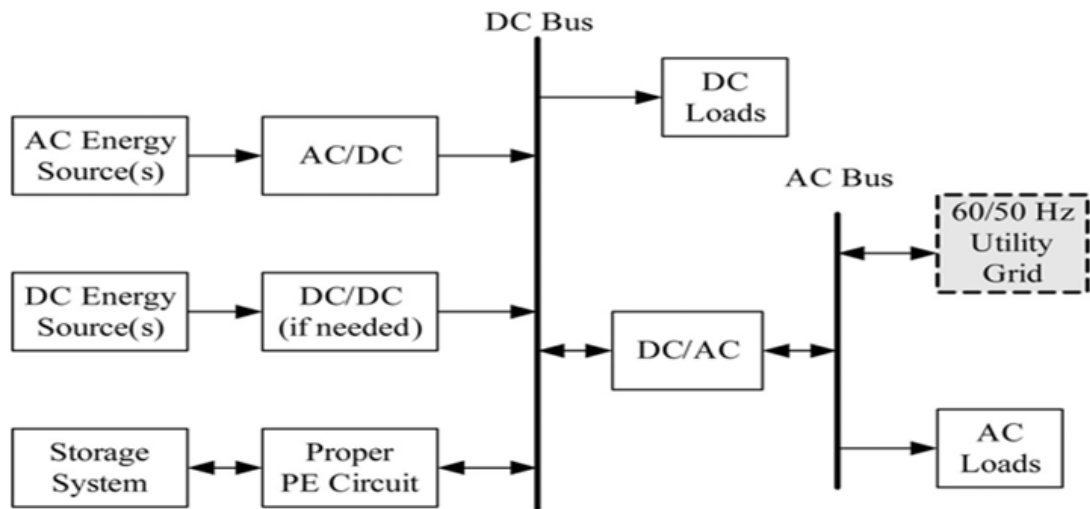 DC Bus
DC
Loads
AC Energy
Source(s)
AC/DC
AC Bus
60/50 Hz
Utility
Grid
DC Energy
Source(s)
DC/DC
(if needed)
DC/AC
Storage
System
Proper
PE Circuit
AC
Loads